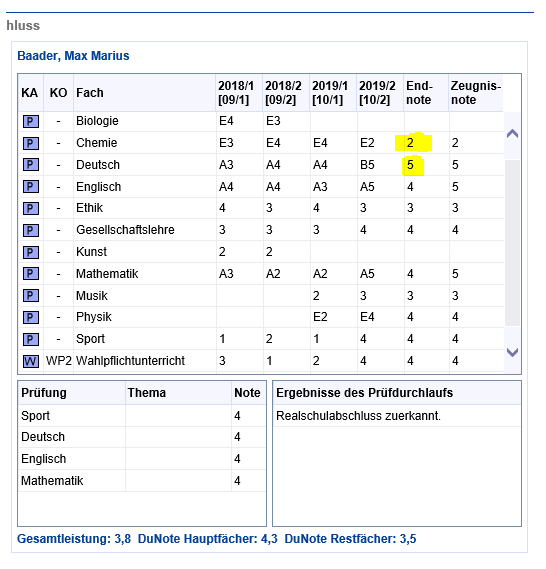 hluss
Baader, Max Marius
KA KO Fach 2018/1 [09/1] 2018/2 [09/2] 2019/1 [10/1] 2019/2 [10/2] End-note Zeugnis-note
P - Biologie E4 E3
P - Chemie E3 E4 E4 E2 2 2
P - Deutsch A3 A4 A4 B5 5 5
P - Englisch A4 A4 A3 A5 4 5
P - Ethik 4 3 4 3 3 3
P - Gesellschaftslehre 3 3 3 4 4 4
P - Kunst 2 2
P - Mathematik A3 A2 A2 A5 4 5
P - Musik 2 3 3 3
P - Physik E2 E4 4 4
P - Sport 1 2 1 4 4 4
W WP2 Wahlpflichtunterricht 3 1 2 4 4 4
Prüfung Thema Note
Sport 4
Deutsch 4
Englisch 4
Mathematik 4
Ergebnisse des Prüfdurchlaufs
Realschulabschluss zuerkannt.
Gesamtleistung: 3,8 DuNote Hauptfächer: 4,3 DuNote Restfächer: 3,5